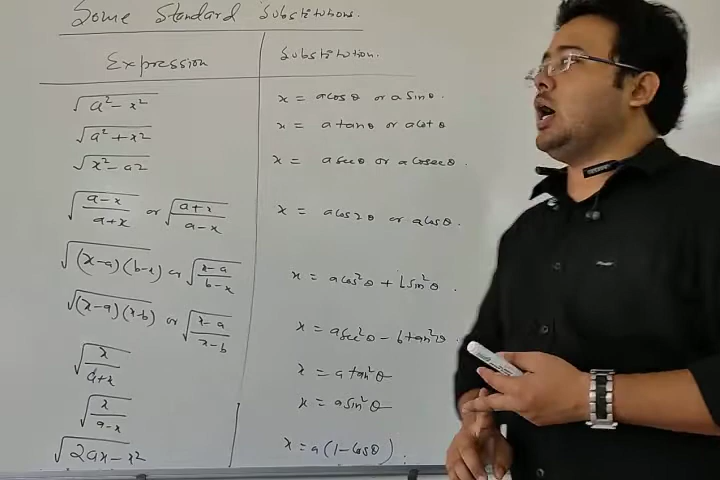 Some Standard Substitutions.
Expression Substitution.
√(a² - x²) x = a cos θ or a sin θ.
√(a² + x²) x = a tan θ or a cot θ
√(x² - a²) x = a sec θ or a cosec θ.
√((a - x)/(a + x)) or √((a + x)/(a - x)) x = a cos 2θ or a cos θ.
√((x - a)(b - x)) or √((x - a)/(b - x)) x = a cos² θ + b sin² θ.
√((x - a)(x - b)) or √((x - a)/(x - b)) x = a sec² θ - b tan² θ.
√(x/(a + x)) x = a tan² θ
√(x/(a - x)) x = a sin² θ
√(2ax - x²) x = a(1 - cos θ).